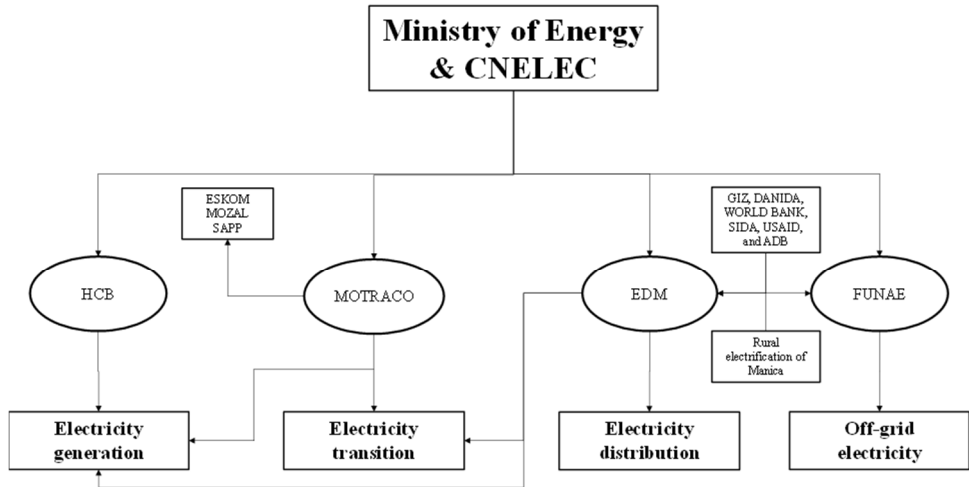 Ministry of Energy
& CNELEC
ESKOM
MOZAL
SAPP
GIZ, DANIDA,
WORLD BANK,
SIDA, USAID,
and ADB
HCB
MOTRACO
EDM
FUNAE
Rural
electrification of
Manica
Electricity
generation
Electricity
transition
Electricity
distribution
Off-grid
electricity